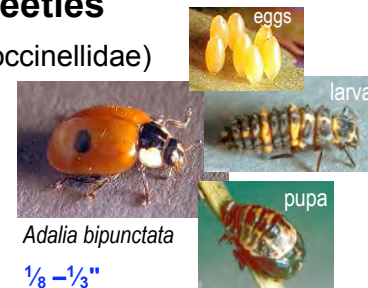 eetles
eggs
occinellidae)
larva
pupa
Adalia bipunctata
⅛ –⅓"